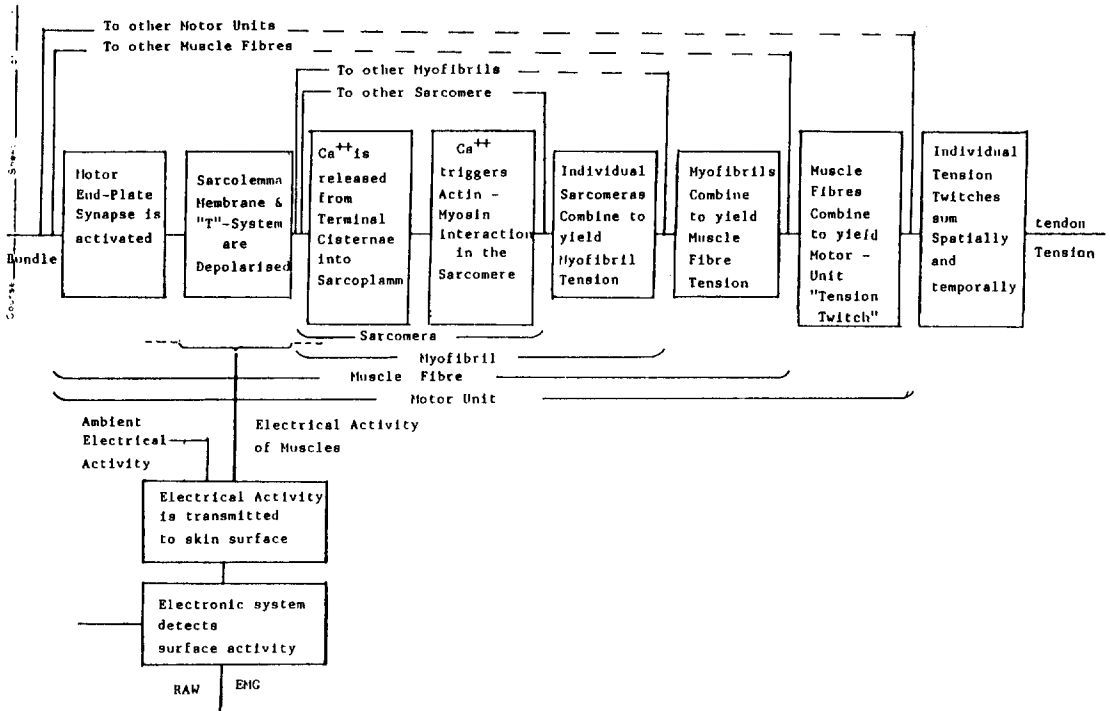 To other Motor Units
To other Muscle Fibres
To other Myofibrils
To other Sarcomere
Bundle
Motor
End-Plate
Synapse is
activated
Sarcolemma
Membrane &
"T"-System
are
Depolarised
Ca++ is
released
from
Terminal
Cisternae
into
Sarcoplamm
Ca++
triggers
Actin -
Myosin
Interaction
in the
Sarcomere
Individual
Sarcomeras
Combine to
yield
Myofibril
Tension
Myofibrils
Combine
to yield
Muscle
Fibre
Tension
Muscle
Fibres
Combine
to yield
Motor -
Unit
"Tension
Twitch"
Individual
Tension
Twitches
sum
Spatially
and
temporally
tendon
Tension
Sarcomera
Myofibril
Muscle Fibre
Motor Unit
Ambient
Electrical
Activity
Electrical Activity
of Muscles
Electrical Activity
is transmitted
to skin surface
Electronic system
detects
surface activity
RAW EMG